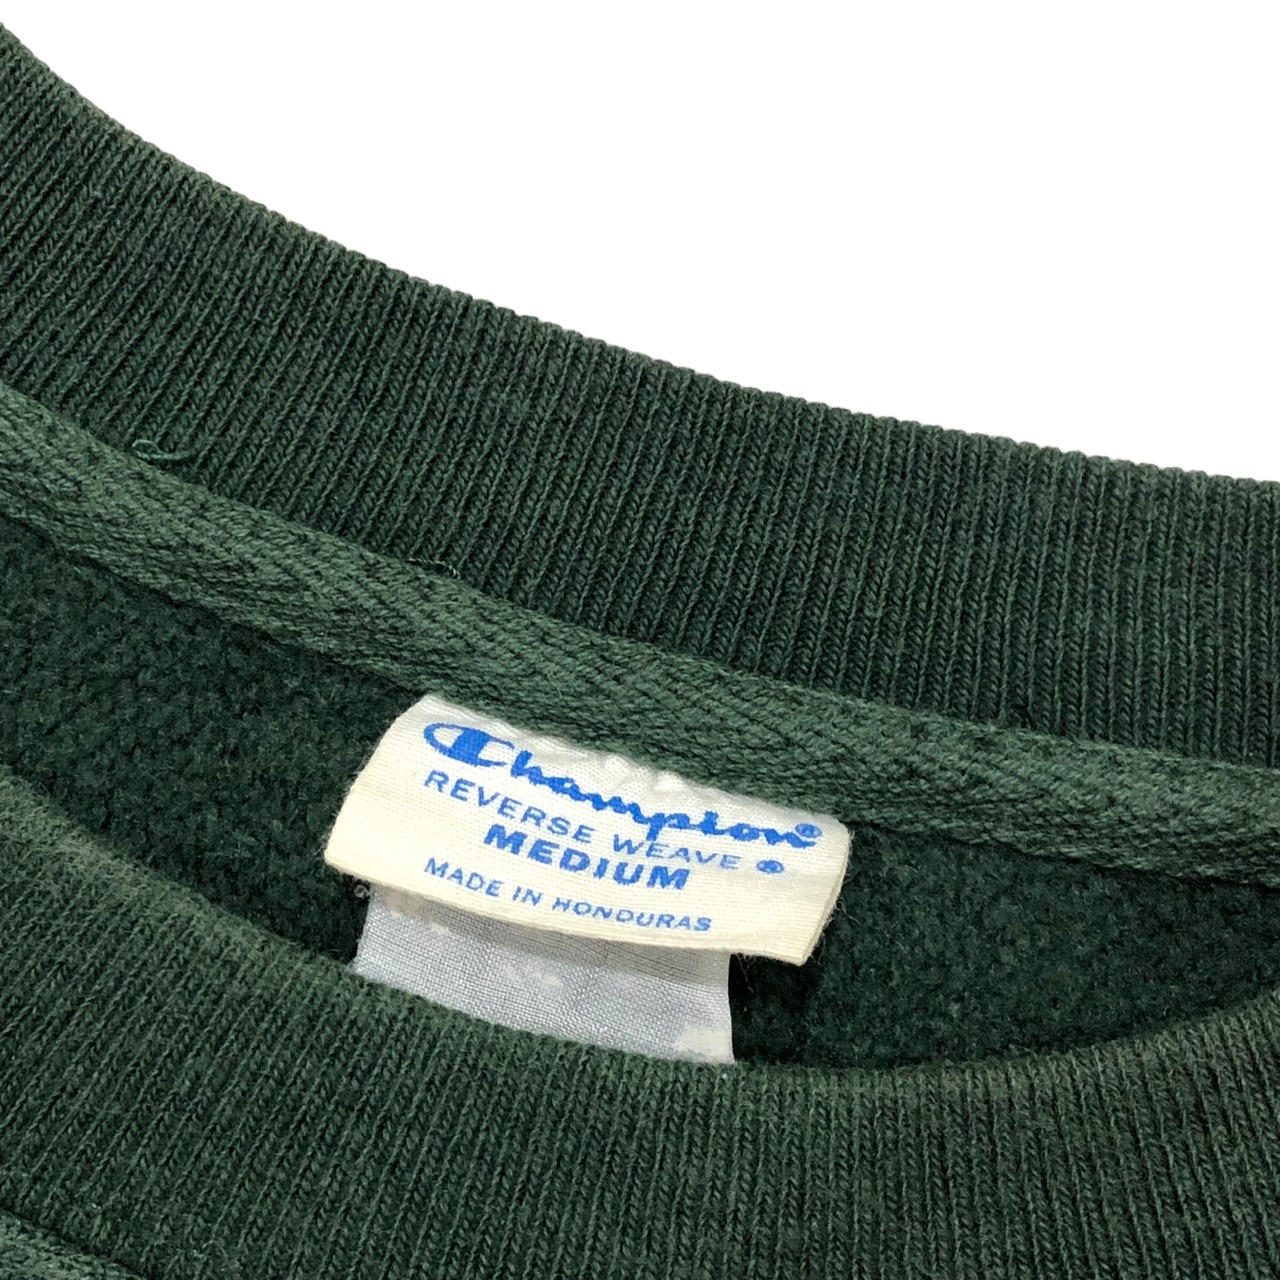 Champion®
REVERSE WEAVE ®
MEDIUM
MADE IN HONDURAS